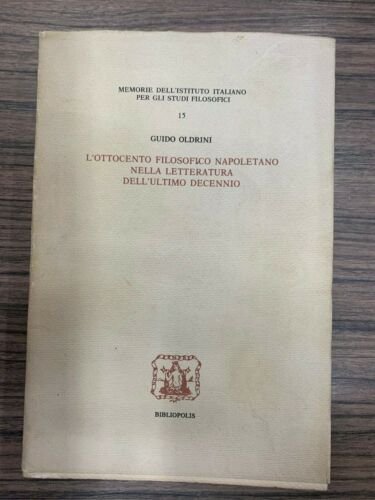 MEMORIE DELL'ISTITUTO ITALIANO
PER GLI STUDI FILOSOFICI
15
GUIDO OLDRINI
L'OTTOCENTO FILOSOFICO NAPOLETANO
NELLA LETTERATURA
DELL'ULTIMO DECENNIO
BIBLIOPOLIS